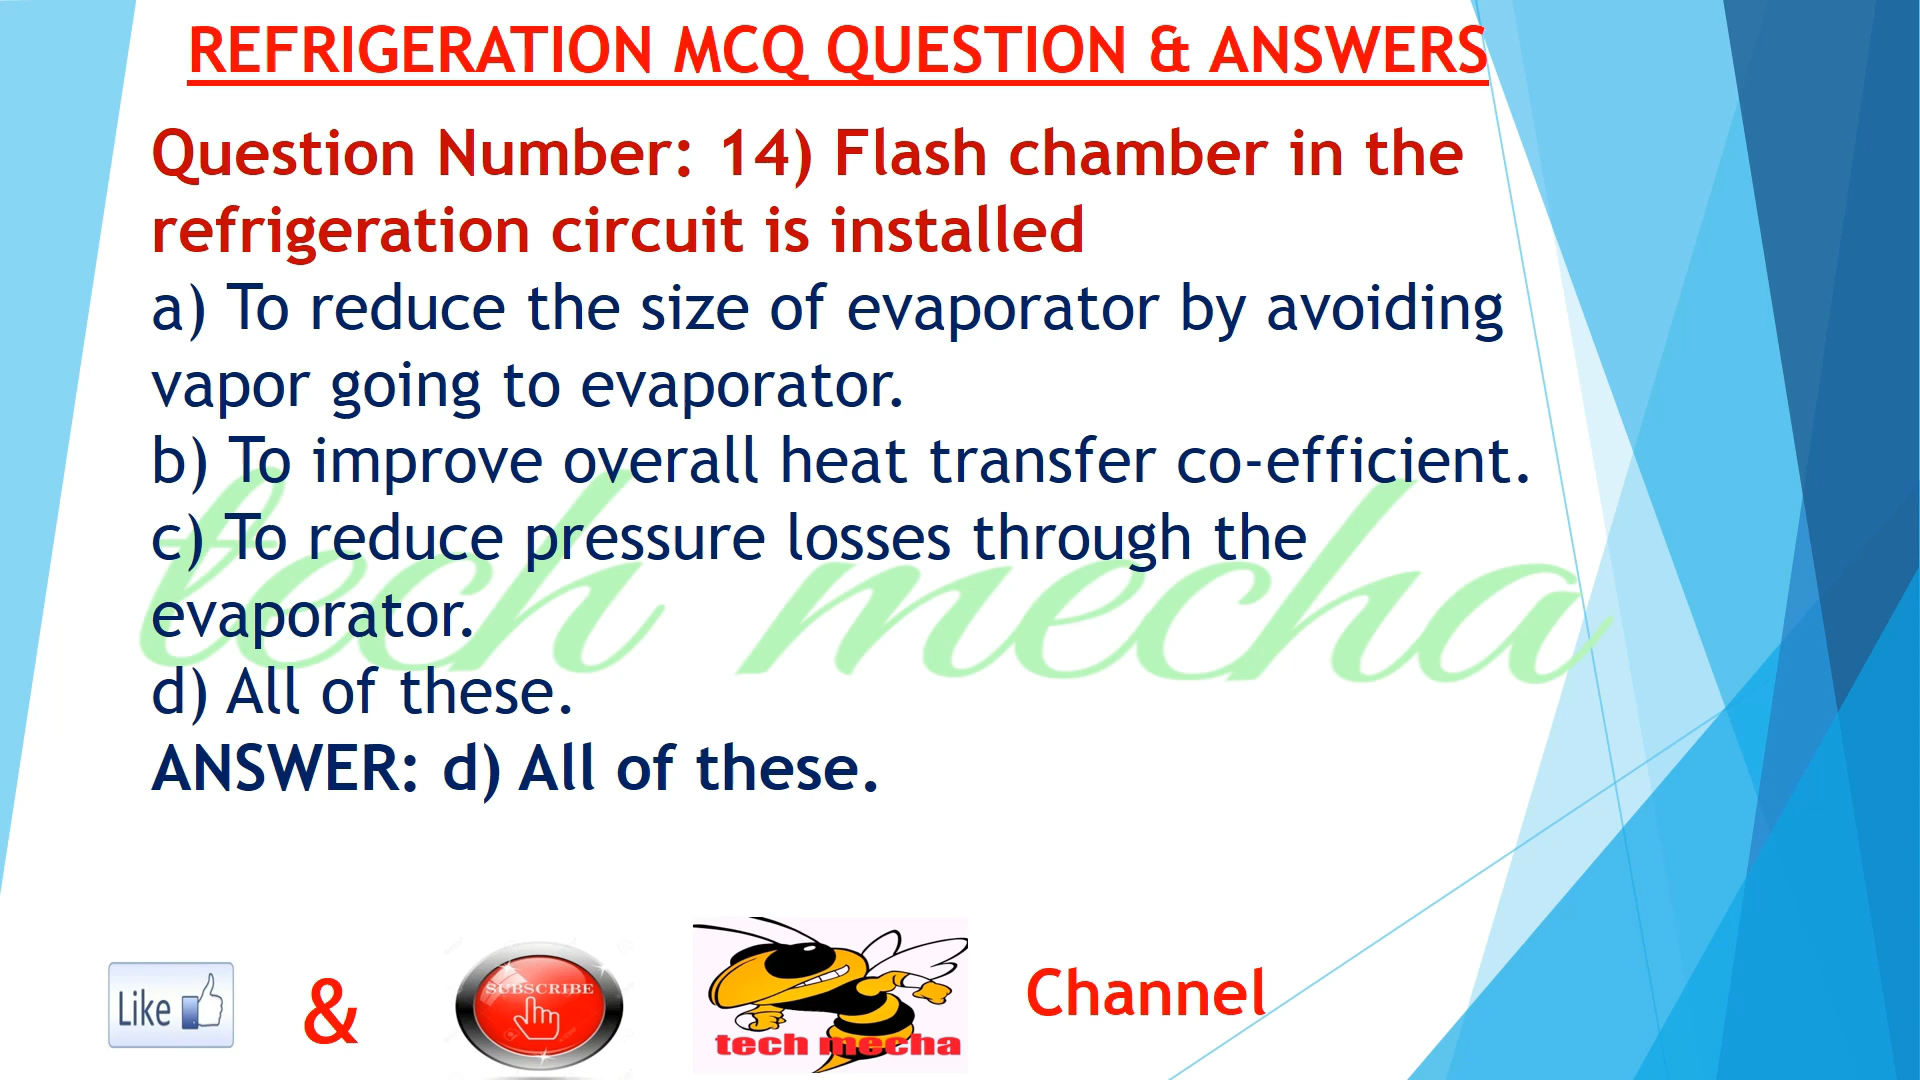 REFRIGERATION MCQ QUESTION & ANSWERS
Question Number: 14) Flash chamber in the
refrigeration circuit is installed
a) To reduce the size of evaporator by avoiding
vapor going to evaporator.
b) To improve overall heat transfer co-efficient.
c) To reduce pressure losses through the
evaporator.
d) All of these.
ANSWER: d) All of these.
tech mecha
Like & SUBSCRIBE tech mecha Channel